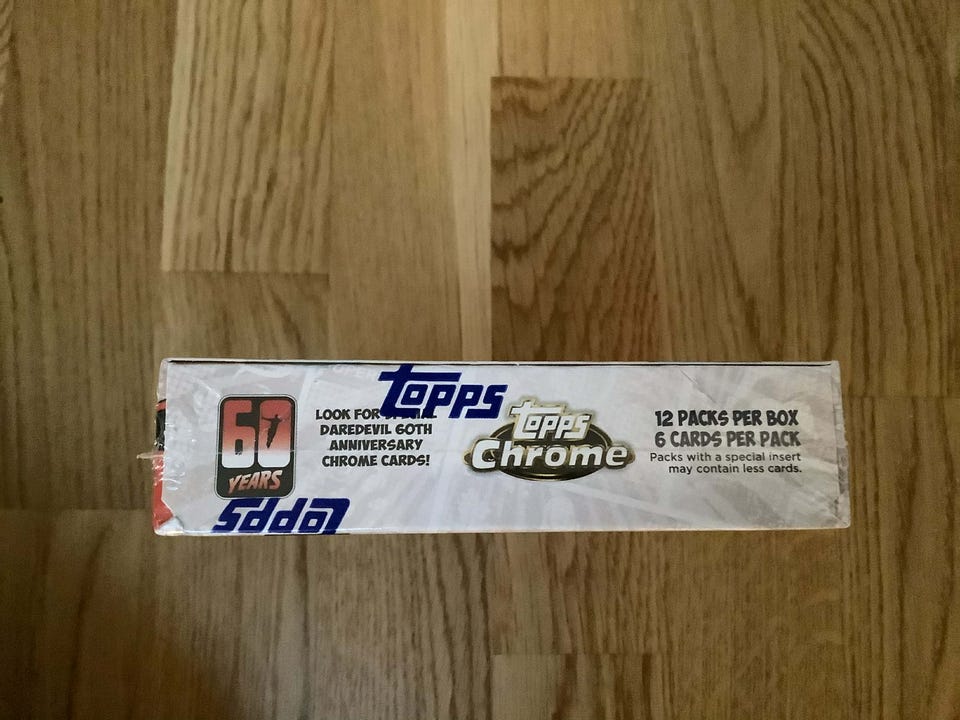 60
YEARS
LOOK FOR SPECIAL
DAREDEVIL 60TH
ANNIVERSARY
CHROME CARDS!
topps
topps
Chrome
12 PACKS PER BOX
6 CARDS PER PACK
Packs with a special insert
may contain less cards.
topps